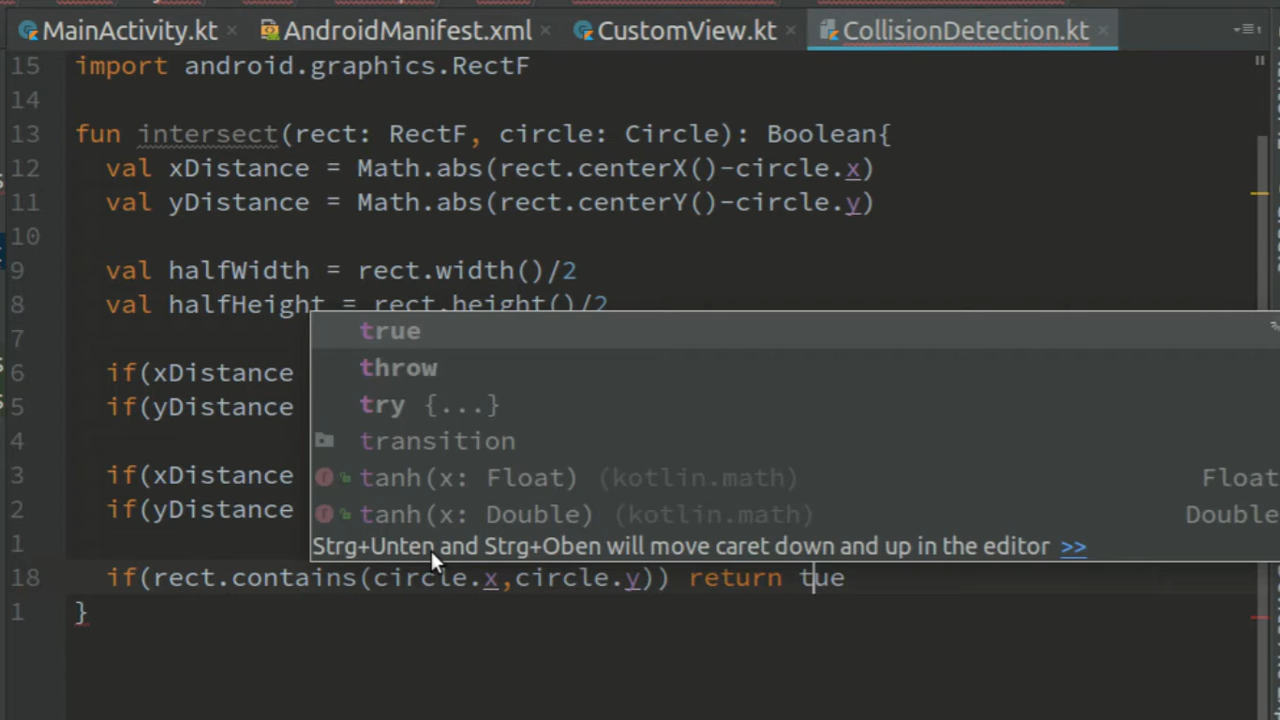 MainActivity.kt AndroidManifest.xml CustomView.kt CollisionDetection.kt
15 import android.graphics.RectF
14
13 fun intersect(rect: RectF, circle: Circle): Boolean{
12 val xDistance = Math.abs(rect.centerX()-circle.x)
11 val yDistance = Math.abs(rect.centerY()-circle.y)
10
9 val halfWidth = rect.width()/2
8 val halfHeight = rect.height()/2
7
true
throw
6 if(xDistance
try {...}
5 if(yDistance
4
transition
3 if(xDistance
tanh(x: Float) (kotlin.math) Float
2 if(yDistance
tanh(x: Double) (kotlin.math) Double
1
Strg+Unten and Strg+Oben will move caret down and up in the editor >>
18 if(rect.contains(circle.x,circle.y)) return tue
1 }